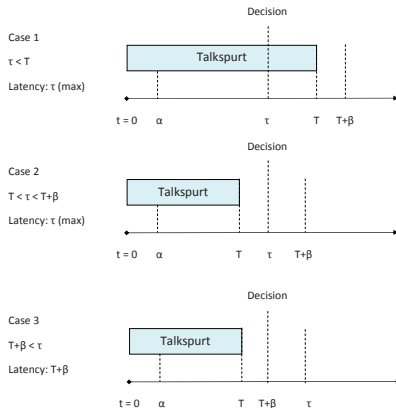 Decision
Case 1
τ < T
Talkspurt
Latency: τ (max)
t = 0 α τ T T+β
Decision
Case 2
T < τ < T+β
Talkspurt
Latency: τ (max)
t = 0 α T τ T+β
Decision
Case 3
T+β < τ
Talkspurt
Latency: T+β
t = 0 α T T+β τ